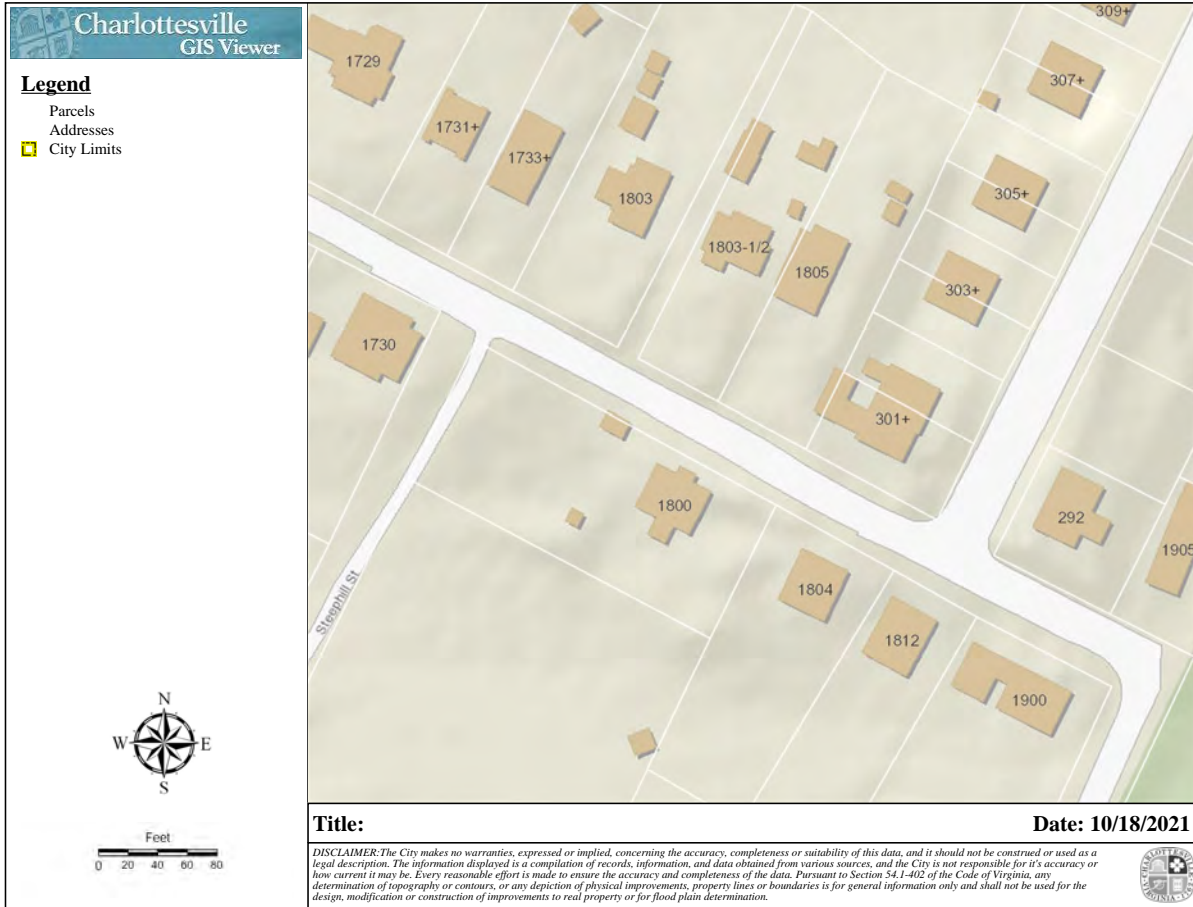 Charlottesville
GIS Viewer
Legend
Parcels
Addresses
City Limits
N
W E
S
Feet
0 20 40 60 80
309+
1729
307+
1731+
1733+
1803
305+
1803-1/2
1805
303+
1730
301+
1800
292
1905
1804
Steephill St
1812
1900
Title:
Date: 10/18/2021
DISCLAIMER:The City makes no warranties, expressed or implied, concerning the accuracy, completeness or suitability of this data, and it should not be construed or used as a
legal description. The information displayed is a compilation of records, information, and data obtained from various sources, and the City is not responsible for it's accuracy or
how current it may be. Every reasonable effort is made to ensure the accuracy and completeness of the data. Pursuant to Section 54.1-402 of the Code of Virginia, any
determination of topography or contours, or any depiction of physical improvements, property lines or boundaries is for general information only and shall not be used for the
design, modification or construction of improvements to real property or for flood plain determination.